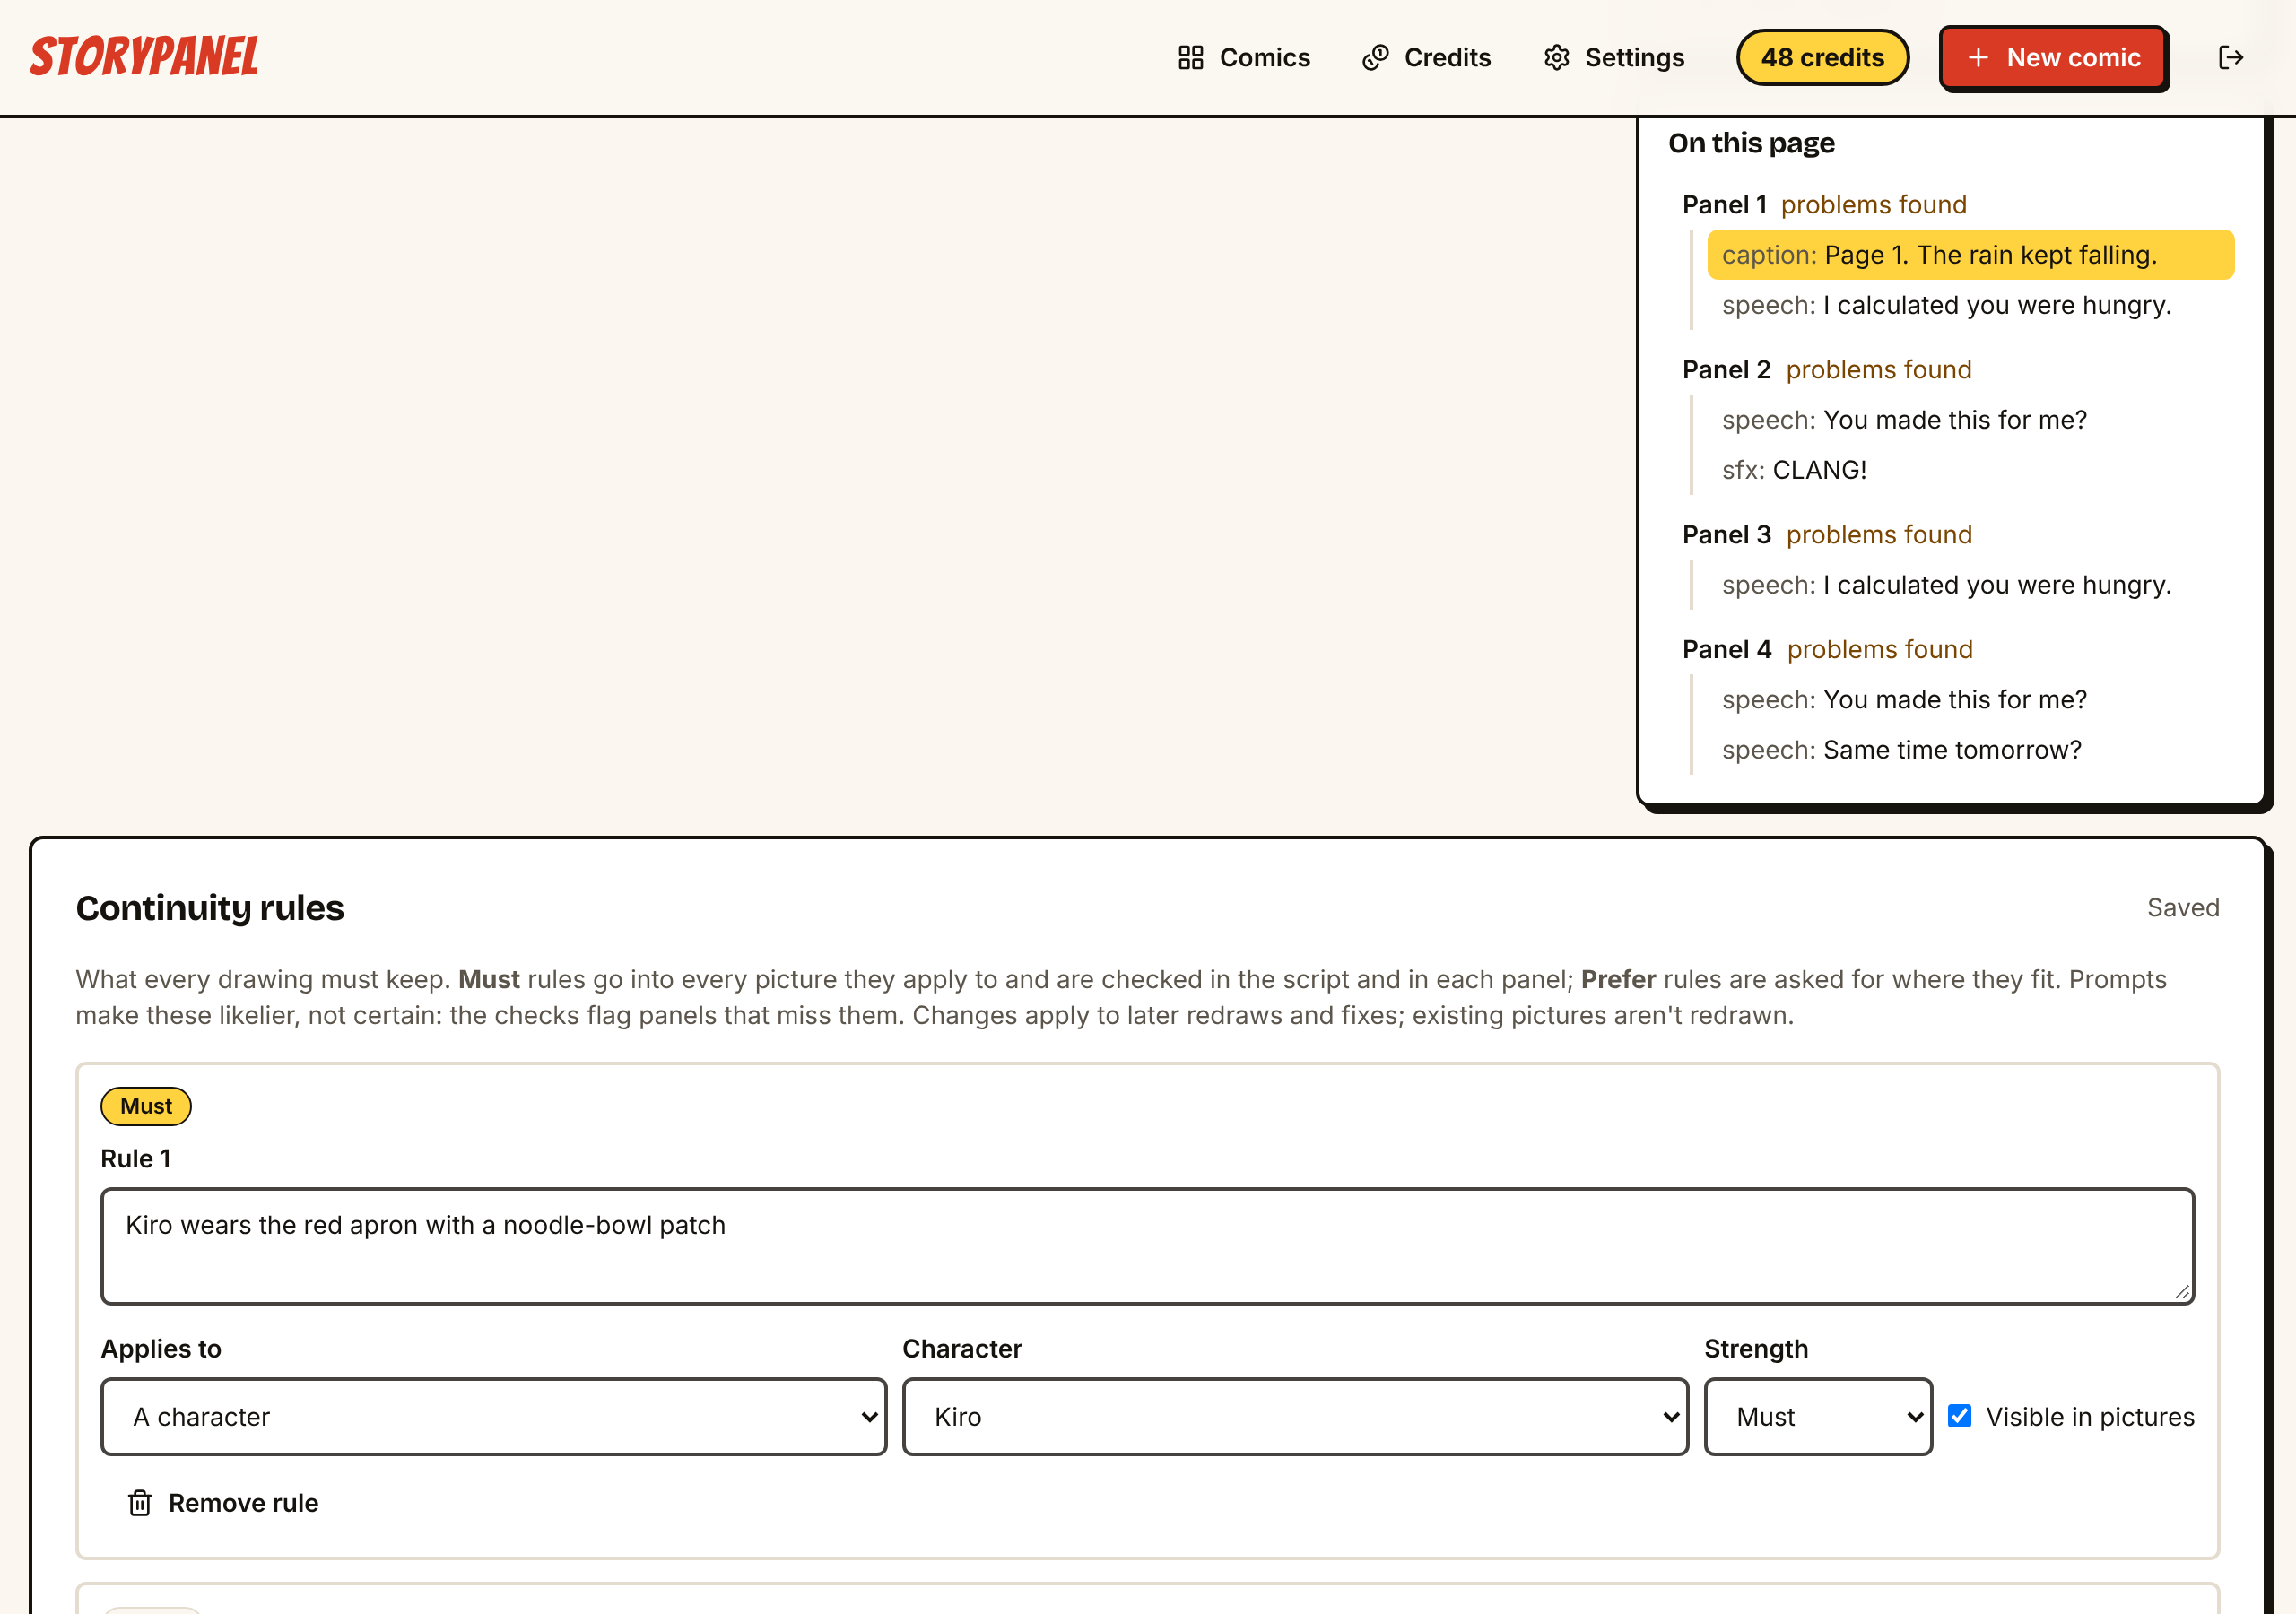 STORYPANEL
Comics
Credits
Settings
48 credits
New comic
On this page
Panel 1 problems found
caption: Page 1. The rain kept falling.
speech: I calculated you were hungry.
Panel 2 problems found
speech: You made this for me?
sfx: CLANG!
Panel 3 problems found
speech: I calculated you were hungry.
Panel 4 problems found
speech: You made this for me?
speech: Same time tomorrow?
Continuity rules
Saved
What every drawing must keep. Must rules go into every picture they apply to and are checked in the script and in each panel; Prefer rules are asked for where they fit. Prompts
make these likelier, not certain: the checks flag panels that miss them. Changes apply to later redraws and fixes; existing pictures aren't redrawn.
Must
Rule 1
Kiro wears the red apron with a noodle-bowl patch
Applies to
Character
Strength
A character
Kiro
Must
Visible in pictures
Remove rule